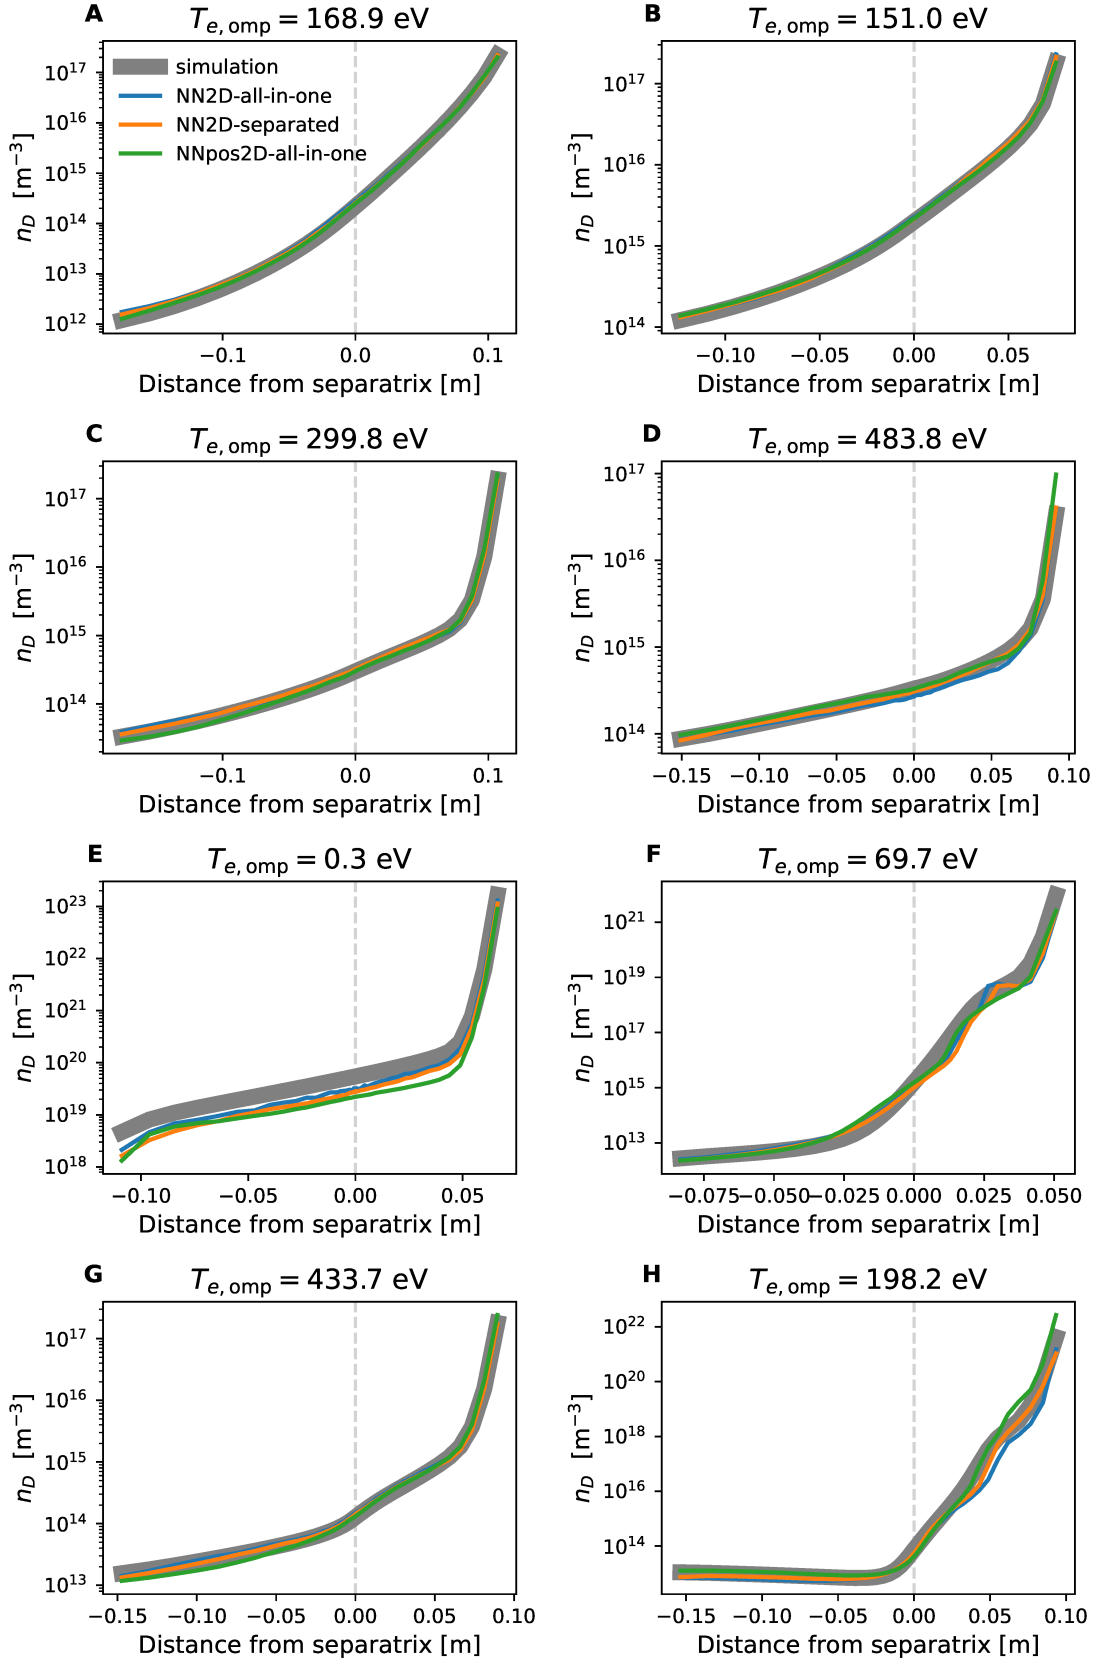 A
T_{e, omp} = 168.9 eV
simulation
NN2D-all-in-one
NN2D-separated
NNpos2D-all-in-one
n_D [m^{-3}]
10^{17}
10^{16}
10^{15}
10^{14}
10^{13}
10^{12}
−0.1 0.0 0.1
Distance from separatrix [m]
B
T_{e, omp} = 151.0 eV
n_D [m^{-3}]
10^{17}
10^{16}
10^{15}
10^{14}
−0.10 −0.05 0.00 0.05
Distance from separatrix [m]
C
T_{e, omp} = 299.8 eV
n_D [m^{-3}]
10^{17}
10^{16}
10^{15}
10^{14}
−0.1 0.0 0.1
Distance from separatrix [m]
D
T_{e, omp} = 483.8 eV
n_D [m^{-3}]
10^{17}
10^{16}
10^{15}
10^{14}
−0.15 −0.10 −0.05 0.00 0.05 0.10
Distance from separatrix [m]
E
T_{e, omp} = 0.3 eV
n_D [m^{-3}]
10^{23}
10^{22}
10^{21}
10^{20}
10^{19}
10^{18}
−0.10 −0.05 0.00 0.05
Distance from separatrix [m]
F
T_{e, omp} = 69.7 eV
n_D [m^{-3}]
10^{21}
10^{19}
10^{17}
10^{15}
10^{13}
−0.075 −0.050 −0.025 0.000 0.025 0.050
Distance from separatrix [m]
G
T_{e, omp} = 433.7 eV
n_D [m^{-3}]
10^{17}
10^{16}
10^{15}
10^{14}
10^{13}
−0.15 −0.10 −0.05 0.00 0.05 0.10
Distance from separatrix [m]
H
T_{e, omp} = 198.2 eV
n_D [m^{-3}]
10^{22}
10^{20}
10^{18}
10^{16}
10^{14}
−0.15 −0.10 −0.05 0.00 0.05 0.10
Distance from separatrix [m]